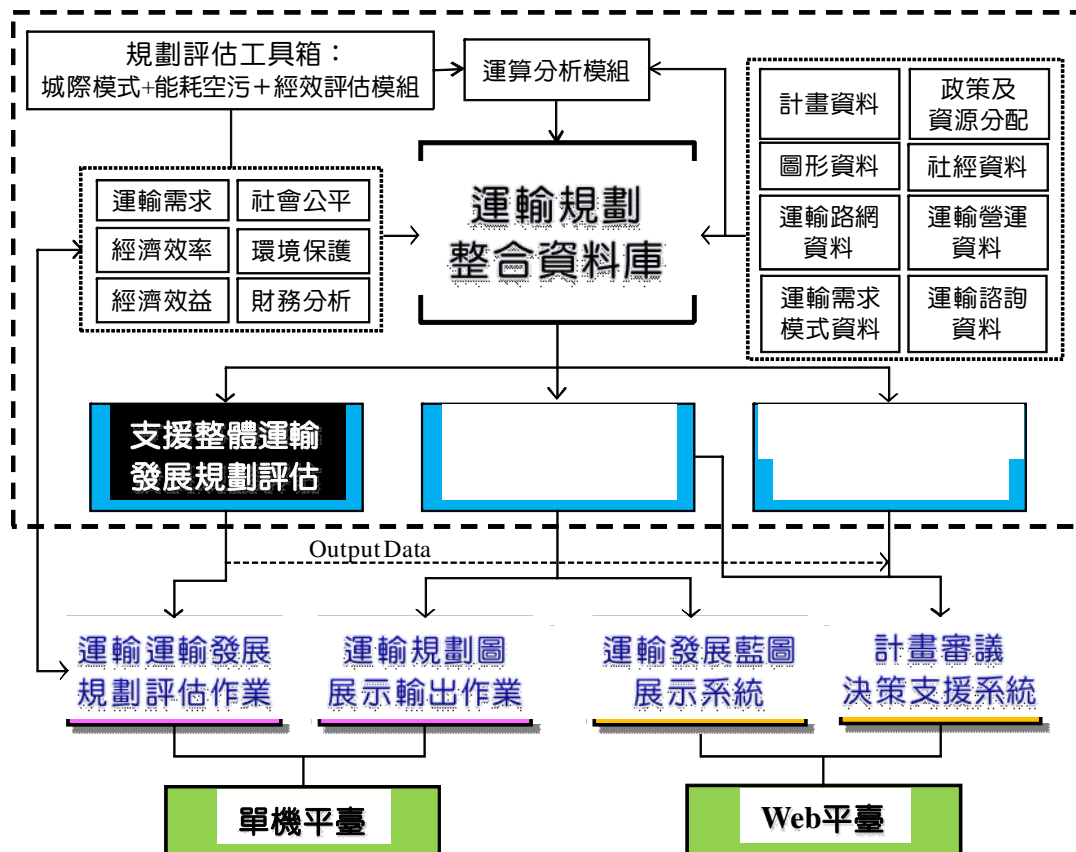 規劃評估工具箱：
城際模式+能耗空污＋經效評估模組
運算分析模組
計畫資料
政策及
資源分配
圖形資料
社經資料
運輸路網
資料
運輸營運
資料
運輸需求
模式資料
運輸諮詢
資料
運輸需求
社會公平
經濟效率
環境保護
經濟效益
財務分析
運輸規劃
整合資料庫
支援整體運輸
發展規劃評估
Output Data
運輸運輸發展
規劃評估作業
運輸規劃圖
展示輸出作業
運輸發展藍圖
展示系統
計畫審議
決策支援系統
單機平臺
Web平臺